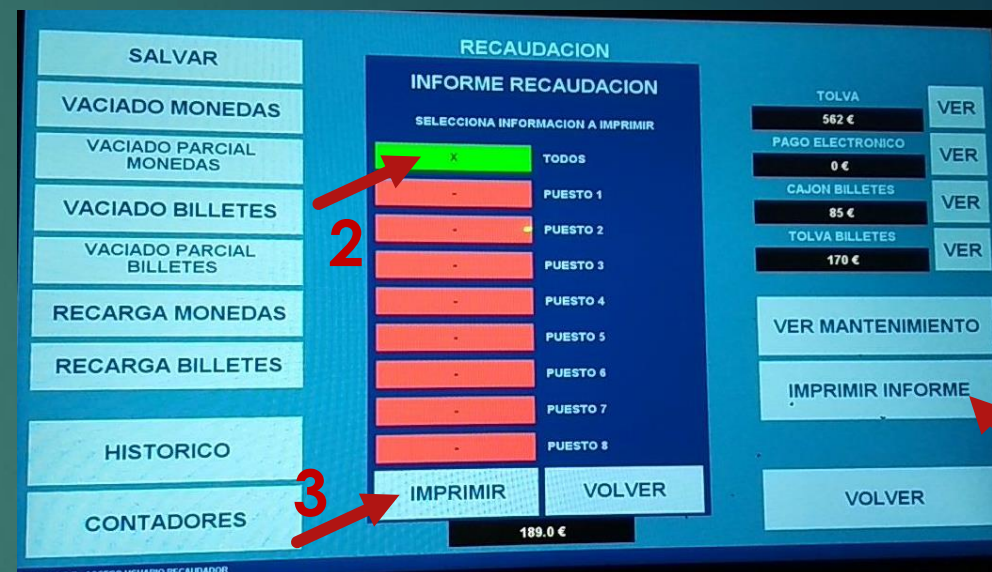 SALVAR
VACIADO MONEDAS
VACIADO PARCIAL
MONEDAS
VACIADO BILLETES
VACIADO PARCIAL
BILLETES
RECARGA MONEDAS
RECARGA BILLETES
HISTORICO
CONTADORES
RECAUDACION
INFORME RECAUDACION
SELECCIONA INFORMACION A IMPRIMIR
X TODOS
- PUESTO 1
2
- PUESTO 2
- PUESTO 3
- PUESTO 4
- PUESTO 5
- PUESTO 6
- PUESTO 7
- PUESTO 8
3
IMPRIMIR
VOLVER
189.0 €
TOLVA
562 €
VER
PAGO ELECTRONICO
0 €
VER
CAJON BILLETES
85 €
VER
TOLVA BILLETES
170 €
VER
VER MANTENIMIENTO
IMPRIMIR INFORME
VOLVER
USUARIO RECAUDADOR